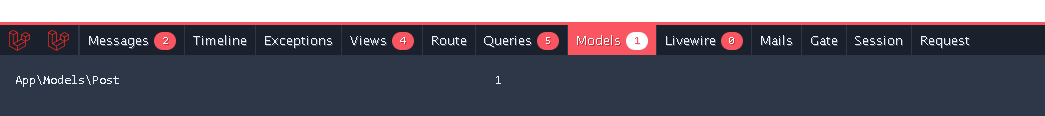 Messages 2 Timeline Exceptions Views 4 Route Queries 5 Models 1 Livewire 0 Mails Gate Session Request
App\Models\Post 1